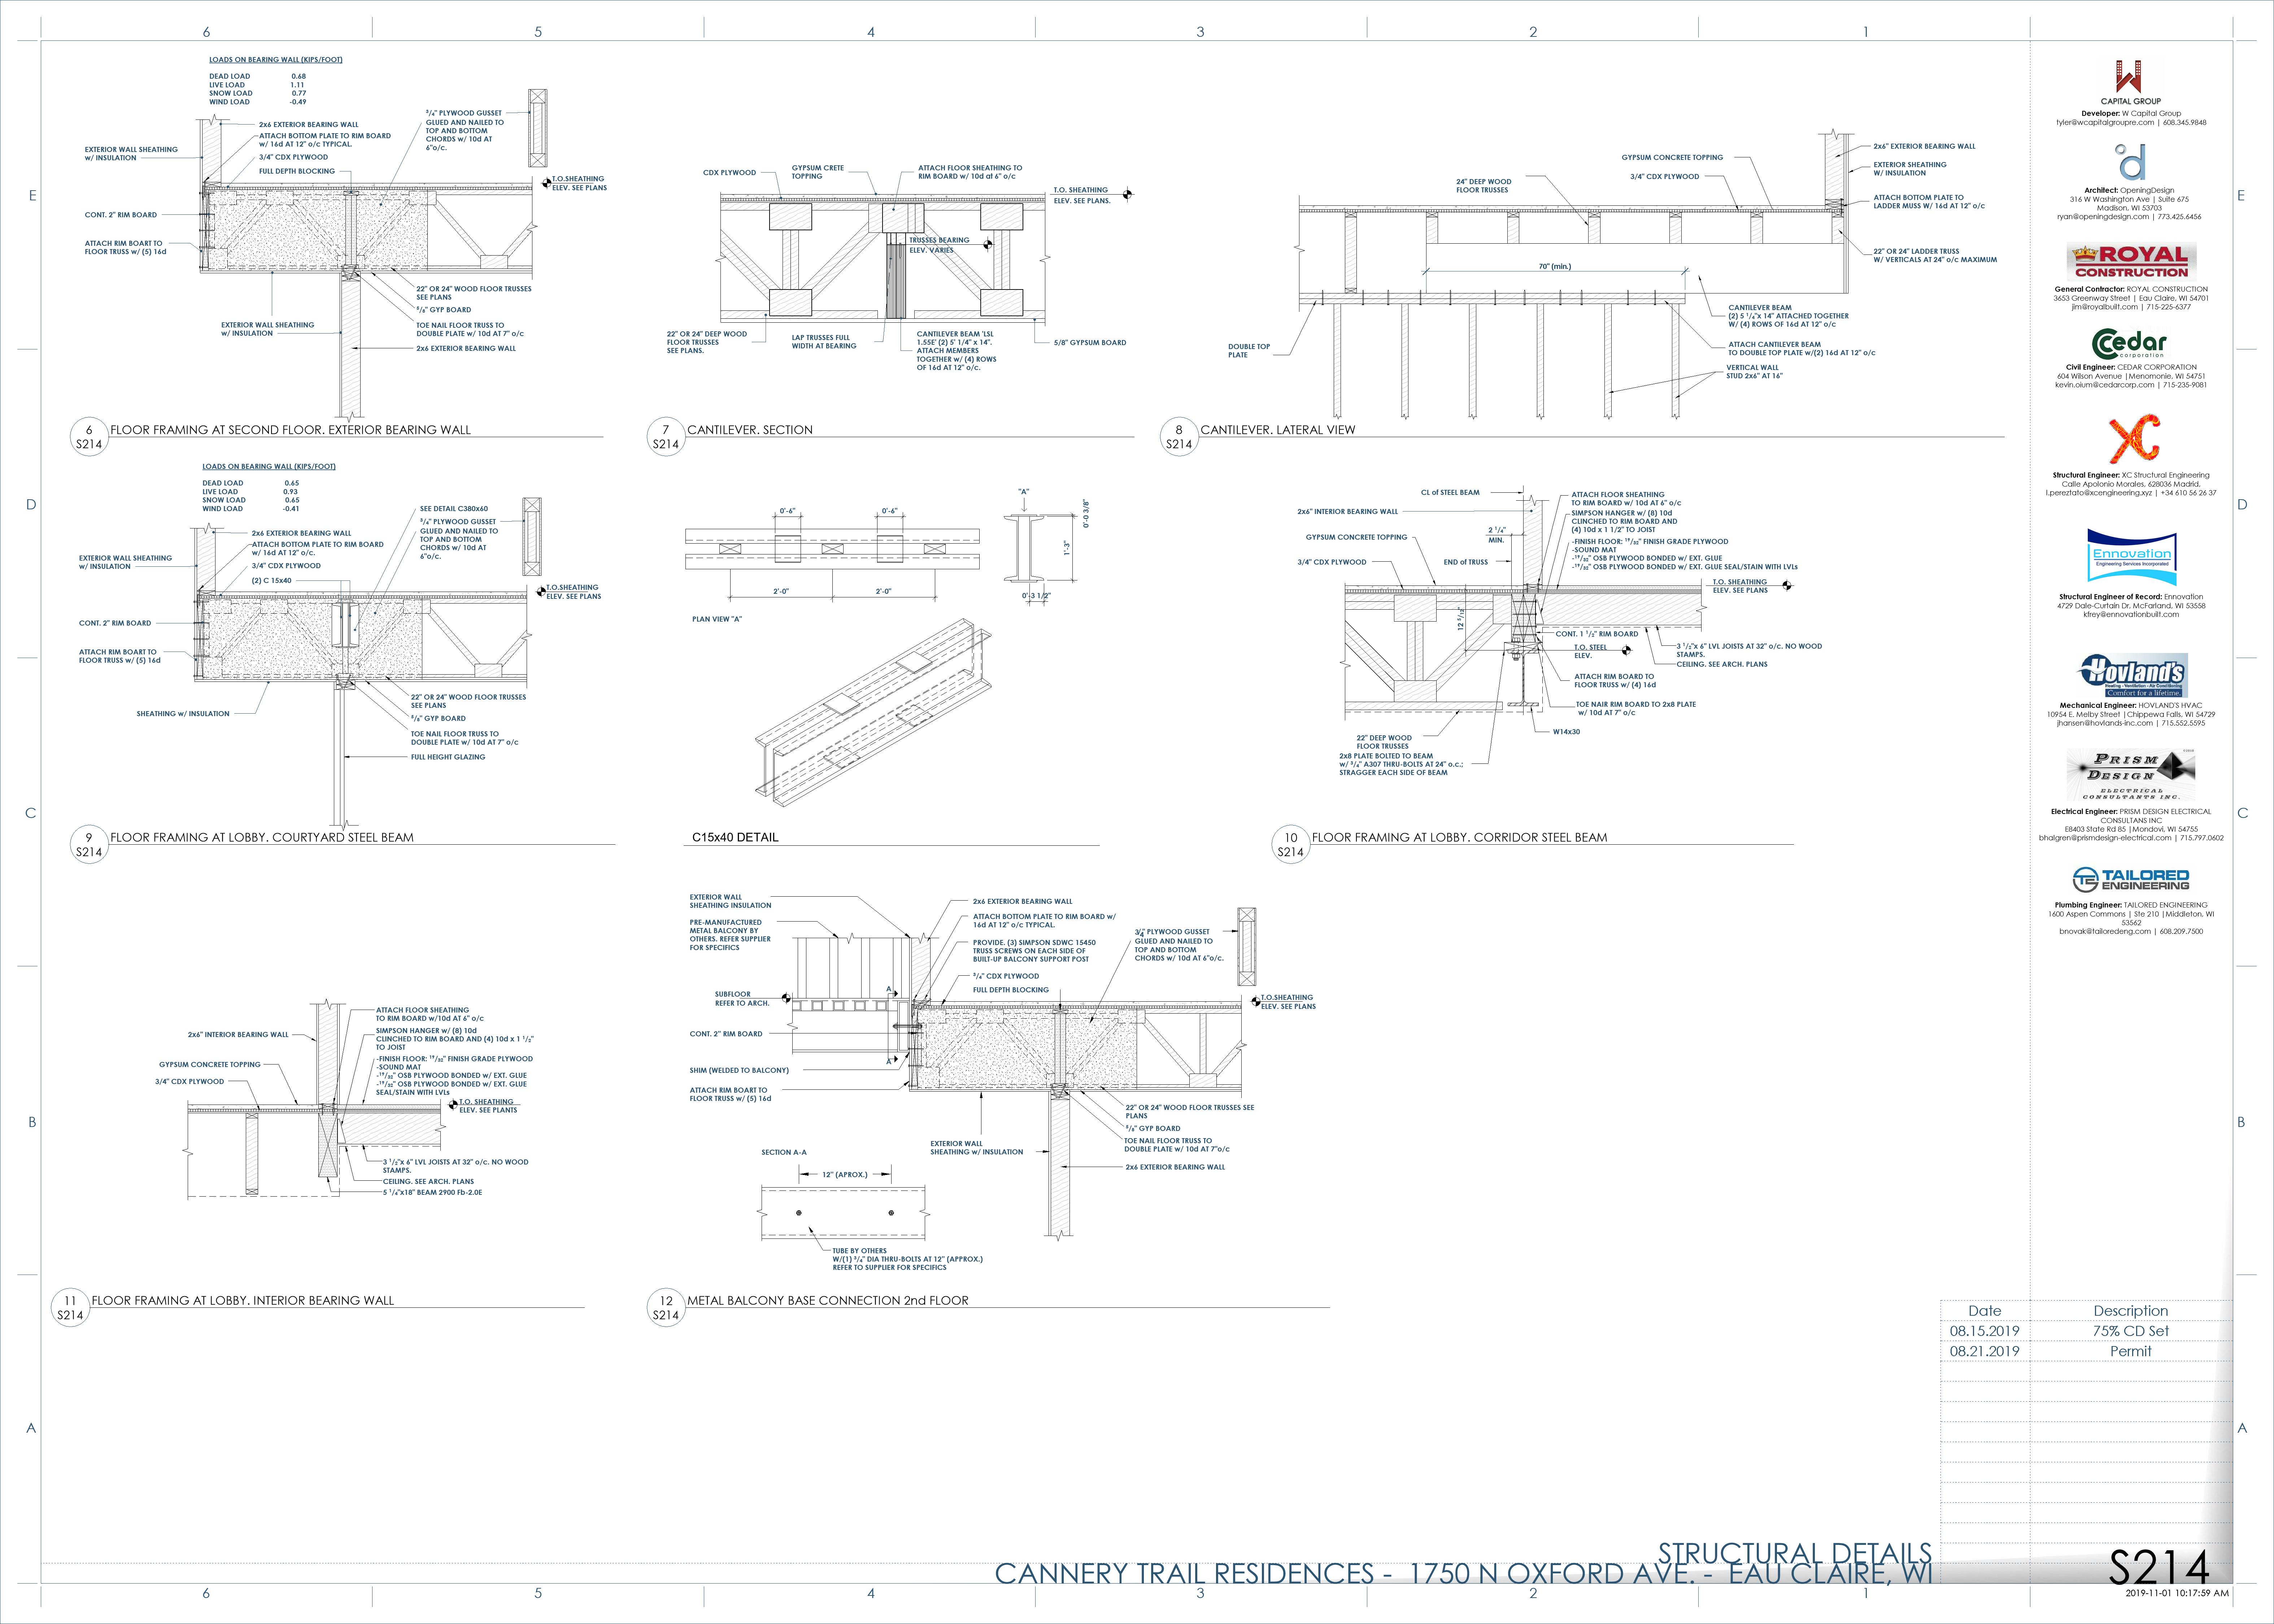 6
5
4
3
2
1
LOADS ON BEARING WALL (KIPS/FOOT)
DEAD LOAD 0.68
LIVE LOAD 1.11
SNOW LOAD 0.77
WIND LOAD -0.49
2x6 EXTERIOR BEARING WALL
ATTACH BOTTOM PLATE TO RIM BOARD
w/ 16d AT 12" o/c TYPICAL.
3/4" CDX PLYWOOD
FULL DEPTH BLOCKING
EXTERIOR WALL SHEATHING
w/ INSULATION
CONT. 2" RIM BOARD
ATTACH RIM BOART TO
FLOOR TRUSS w/ (5) 16d
EXTERIOR WALL SHEATHING
w/ INSULATION
3/4" PLYWOOD GUSSET
GLUED AND NAILED TO
TOP AND BOTTOM
CHORDS w/ 10d AT
6"o/c.
T.O.SHEATHING
ELEV. SEE PLANS
22" OR 24" WOOD FLOOR TRUSSES
SEE PLANS
5/8" GYP BOARD
TOE NAIL FLOOR TRUSS TO
DOUBLE PLATE w/ 10d AT 7" o/c
2x6 EXTERIOR BEARING WALL
6
S214
FLOOR FRAMING AT SECOND FLOOR. EXTERIOR BEARING WALL
CDX PLYWOOD
GYPSUM CRETE
TOPPING
ATTACH FLOOR SHEATHING TO
RIM BOARD w/ 10d at 6" o/c
T.O. SHEATHING
ELEV. SEE PLANS.
TRUSSES BEARING
ELEV. VARIES
22" OR 24" DEEP WOOD
FLOOR TRUSSES
SEE PLANS.
LAP TRUSSES FULL
WIDTH AT BEARING
CANTILEVER BEAM 'LSL
1.55E' (2) 5' 1/4" x 14".
ATTACH MEMBERS
TOGETHER w/ (4) ROWS
OF 16d AT 12" o/c.
5/8" GYPSUM BOARD
7
S214
CANTILEVER. SECTION
GYPSUM CONCRETE TOPPING
3/4" CDX PLYWOOD
24" DEEP WOOD
FLOOR TRUSSES
2x6" EXTERIOR BEARING WALL
EXTERIOR SHEATHING
W/ INSULATION
ATTACH BOTTOM PLATE TO
LADDER MUSS W/ 16d AT 12" o/c
22" OR 24" LADDER TRUSS
W/ VERTICALS AT 24" o/c MAXIMUM
70" (min.)
CANTILEVER BEAM
(2) 5 1/4"x 14" ATTACHED TOGETHER
W/ (4) ROWS OF 16d AT 12" o/c
ATTACH CANTILEVER BEAM
TO DOUBLE TOP PLATE w/(2) 16d AT 12" o/c
DOUBLE TOP
PLATE
VERTICAL WALL
STUD 2x6" AT 16"
8
S214
CANTILEVER. LATERAL VIEW
LOADS ON BEARING WALL (KIPS/FOOT)
DEAD LOAD 0.65
LIVE LOAD 0.93
SNOW LOAD 0.65
WIND LOAD -0.41
2x6 EXTERIOR BEARING WALL
ATTACH BOTTOM PLATE TO RIM BOARD
w/ 16d AT 12" o/c.
3/4" CDX PLYWOOD
(2) C 15x40
EXTERIOR WALL SHEATHING
w/ INSULATION
CONT. 2" RIM BOARD
ATTACH RIM BOART TO
FLOOR TRUSS w/ (5) 16d
SHEATHING w/ INSULATION
SEE DETAIL C380x60
3/4" PLYWOOD GUSSET
GLUED AND NAILED TO
TOP AND BOTTOM
CHORDS w/ 10d AT
6"o/c.
T.O.SHEATHING
ELEV. SEE PLANS
22" OR 24" WOOD FLOOR TRUSSES
SEE PLANS
5/8" GYP BOARD
TOE NAIL FLOOR TRUSS TO
DOUBLE PLATE w/ 10d AT 7" o/c
FULL HEIGHT GLAZING
9
S214
FLOOR FRAMING AT LOBBY. COURTYARD STEEL BEAM
0'-6"
0'-6"
2'-0"
2'-0"
"A"
0'-0 3/8"
1'-3"
0'-3 1/2"
PLAN VIEW "A"
C15x40 DETAIL
CL of STEEL BEAM
2x6" INTERIOR BEARING WALL
GYPSUM CONCRETE TOPPING
2 1/4"
MIN.
3/4" CDX PLYWOOD
END of TRUSS
ATTACH FLOOR SHEATHING
TO RIM BOARD w/ 10d AT 6" o/c
SIMPSON HANGER w/ (8) 10d
CLINCHED TO RIM BOARD AND
(4) 10d x 1 1/2" TO JOIST
-FINISH FLOOR: 19/32" FINISH GRADE PLYWOOD
-SOUND MAT
-19/32" OSB PLYWOOD BONDED w/ EXT. GLUE
-19/32" OSB PLYWOOD BONDED w/ EXT. GLUE SEAL/STAIN WITH LVLs
T.O. SHEATHING
ELEV. SEE PLANS
CONT. 1 1/2" RIM BOARD
T.O. STEEL
ELEV.
3 1/2"x 6" LVL JOISTS AT 32" o/c. NO WOOD
STAMPS.
CEILING. SEE ARCH. PLANS
ATTACH RIM BOARD TO
FLOOR TRUSS w/ (4) 16d
TOE NAIR RIM BOARD TO 2x8 PLATE
w/ 10d AT 7" o/c
W14x30
22" DEEP WOOD
FLOOR TRUSSES
2x8 PLATE BOLTED TO BEAM
w/ 3/4" A307 THRU-BOLTS AT 24" o.c.;
STRAGGER EACH SIDE OF BEAM
10
S214
FLOOR FRAMING AT LOBBY. CORRIDOR STEEL BEAM
2x6" INTERIOR BEARING WALL
GYPSUM CONCRETE TOPPING
3/4" CDX PLYWOOD
ATTACH FLOOR SHEATHING
TO RIM BOARD w/10d AT 6" o/c
SIMPSON HANGER w/ (8) 10d
CLINCHED TO RIM BOARD AND (4) 10d x 1 1/2"
TO JOIST
-FINISH FLOOR: 19/32" FINISH GRADE PLYWOOD
-SOUND MAT
-19/32" OSB PLYWOOD BONDED w/ EXT. GLUE
-19/32" OSB PLYWOOD BONDED w/ EXT. GLUE
SEAL/STAIN WITH LVLs
T.O. SHEATHING
ELEV. SEE PLANTS
3 1/2"x 6" LVL JOISTS AT 32" o/c. NO WOOD
STAMPS.
CEILING. SEE ARCH. PLANS
5 1/4"x18" BEAM 2900 Fb-2.0E
11
S214
FLOOR FRAMING AT LOBBY. INTERIOR BEARING WALL
EXTERIOR WALL
SHEATHING INSULATION
PRE-MANUFACTURED
METAL BALCONY BY
OTHERS. REFER SUPPLIER
FOR SPECIFICS
SUBFLOOR
REFER TO ARCH.
CONT. 2" RIM BOARD
SHIM (WELDED TO BALCONY)
ATTACH RIM BOART TO
FLOOR TRUSS w/ (5) 16d
A
A
2x6 EXTERIOR BEARING WALL
ATTACH BOTTOM PLATE TO RIM BOARD w/
16d AT 12" o/c TYPICAL.
PROVIDE. (3) SIMPSON SDWC 15450
TRUSS SCREWS ON EACH SIDE OF
BUILT-UP BALCONY SUPPORT POST
3/4" CDX PLYWOOD
FULL DEPTH BLOCKING
3/4" PLYWOOD GUSSET
GLUED AND NAILED TO
TOP AND BOTTOM
CHORDS w/ 10d AT 6"o/c.
T.O.SHEATHING
ELEV. SEE PLANS
22" OR 24" WOOD FLOOR TRUSSES SEE
PLANS
5/8" GYP BOARD
TOE NAIL FLOOR TRUSS TO
DOUBLE PLATE w/ 10d AT 7"o/c
2x6 EXTERIOR BEARING WALL
EXTERIOR WALL
SHEATHING w/ INSULATION
SECTION A-A
12" (APROX.)
TUBE BY OTHERS
W/(1) 3/4" DIA THRU-BOLTS AT 12" (APPROX.)
REFER TO SUPPLIER FOR SPECIFICS
12
S214
METAL BALCONY BASE CONNECTION 2nd FLOOR
CAPITAL GROUP
Developer: W Capital Group
tyler@wcapitalgroupre.com | 608.345.9848
Architect: OpeningDesign
316 W Washington Ave | Suite 675
Madison, WI 53703
ryan@openingdesign.com | 773.425.6456
ROYAL
CONSTRUCTION
General Contractor: ROYAL CONSTRUCTION
3653 Greenway Street | Eau Claire, WI 54701
jim@royalbuilt.com | 715-225-6377
Cedar
corporation
Civil Engineer: CEDAR CORPORATION
604 Wilson Avenue |Menomonie, WI 54751
kevin.oium@cedarcorp.com | 715-235-9081
XC
Structural Engineer: XC Structural Engineering
Calle Apolonio Morales, 628036 Madrid,
l.pereztato@xcengineering.xyz | +34 610 56 26 37
Ennovation
Engineering Services Incorporated
Structural Engineer of Record: Ennovation
4729 Dale-Curtain Dr, McFarland, WI 53558
kfrey@ennovationbuilt.com
Hovland's
Heating - Ventilation - Air Conditioning
Comfort for a lifetime.
Mechanical Engineer: HOVLAND'S HVAC
10954 E. Melby Street |Chippewa Falls, WI 54729
jhansen@hovlands-inc.com | 715.552.5595
PRISM
DESIGN
ELECTRICAL
CONSULTANTS INC.
Electrical Engineer: PRISM DESIGN ELECTRICAL
CONSULTANS INC
E8403 State Rd 85 |Mondovi, WI 54755
bhalgren@prismdesign-electrical.com | 715.797.0602
TE TAILORED
ENGINEERING
Plumbing Engineer: TAILORED ENGINEERING
1600 Aspen Commons | Ste 210 |Middleton, WI
53562
bnovak@tailoredeng.com | 608.209.7500
Date Description
08.15.2019 75% CD Set
08.21.2019 Permit
STRUCTURAL DETAILS
CANNERY TRAIL RESIDENCES - 1750 N OXFORD AVE. - EAU CLAIRE, WI
S214
2019-11-01 10:17:59 AM
E
D
C
B
A
E
D
C
B
A
6
5
4
3
2
1